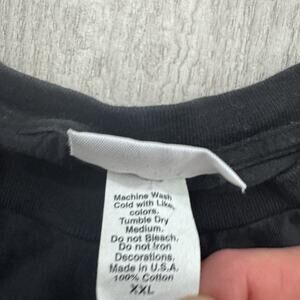 Machine Wash
Cold with Like
colors.
Tumble Dry
Medium.
Do not Bleach.
Do not Iron
Decorations.
Made in U.S.A.
100% Cotton
XXL